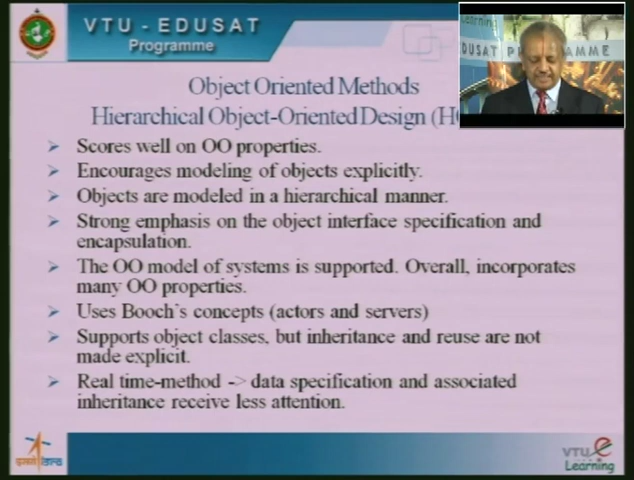 VTU - EDUSAT
Programme
Learning
EDUSAT PROGRAMME
Object Oriented Methods
Hierarchical Object-Oriented Design (H
Scores well on OO properties.
Encourages modeling of objects explicitly.
Objects are modeled in a hierarchical manner.
Strong emphasis on the object interface specification and
encapsulation.
The OO model of systems is supported. Overall, incorporates
many OO properties.
Uses Booch's concepts (actors and servers)
Supports object classes, but inheritance and reuse are not
made explicit.
Real time-method -> data specification and associated
inheritance receive less attention.
VTU e
Learning